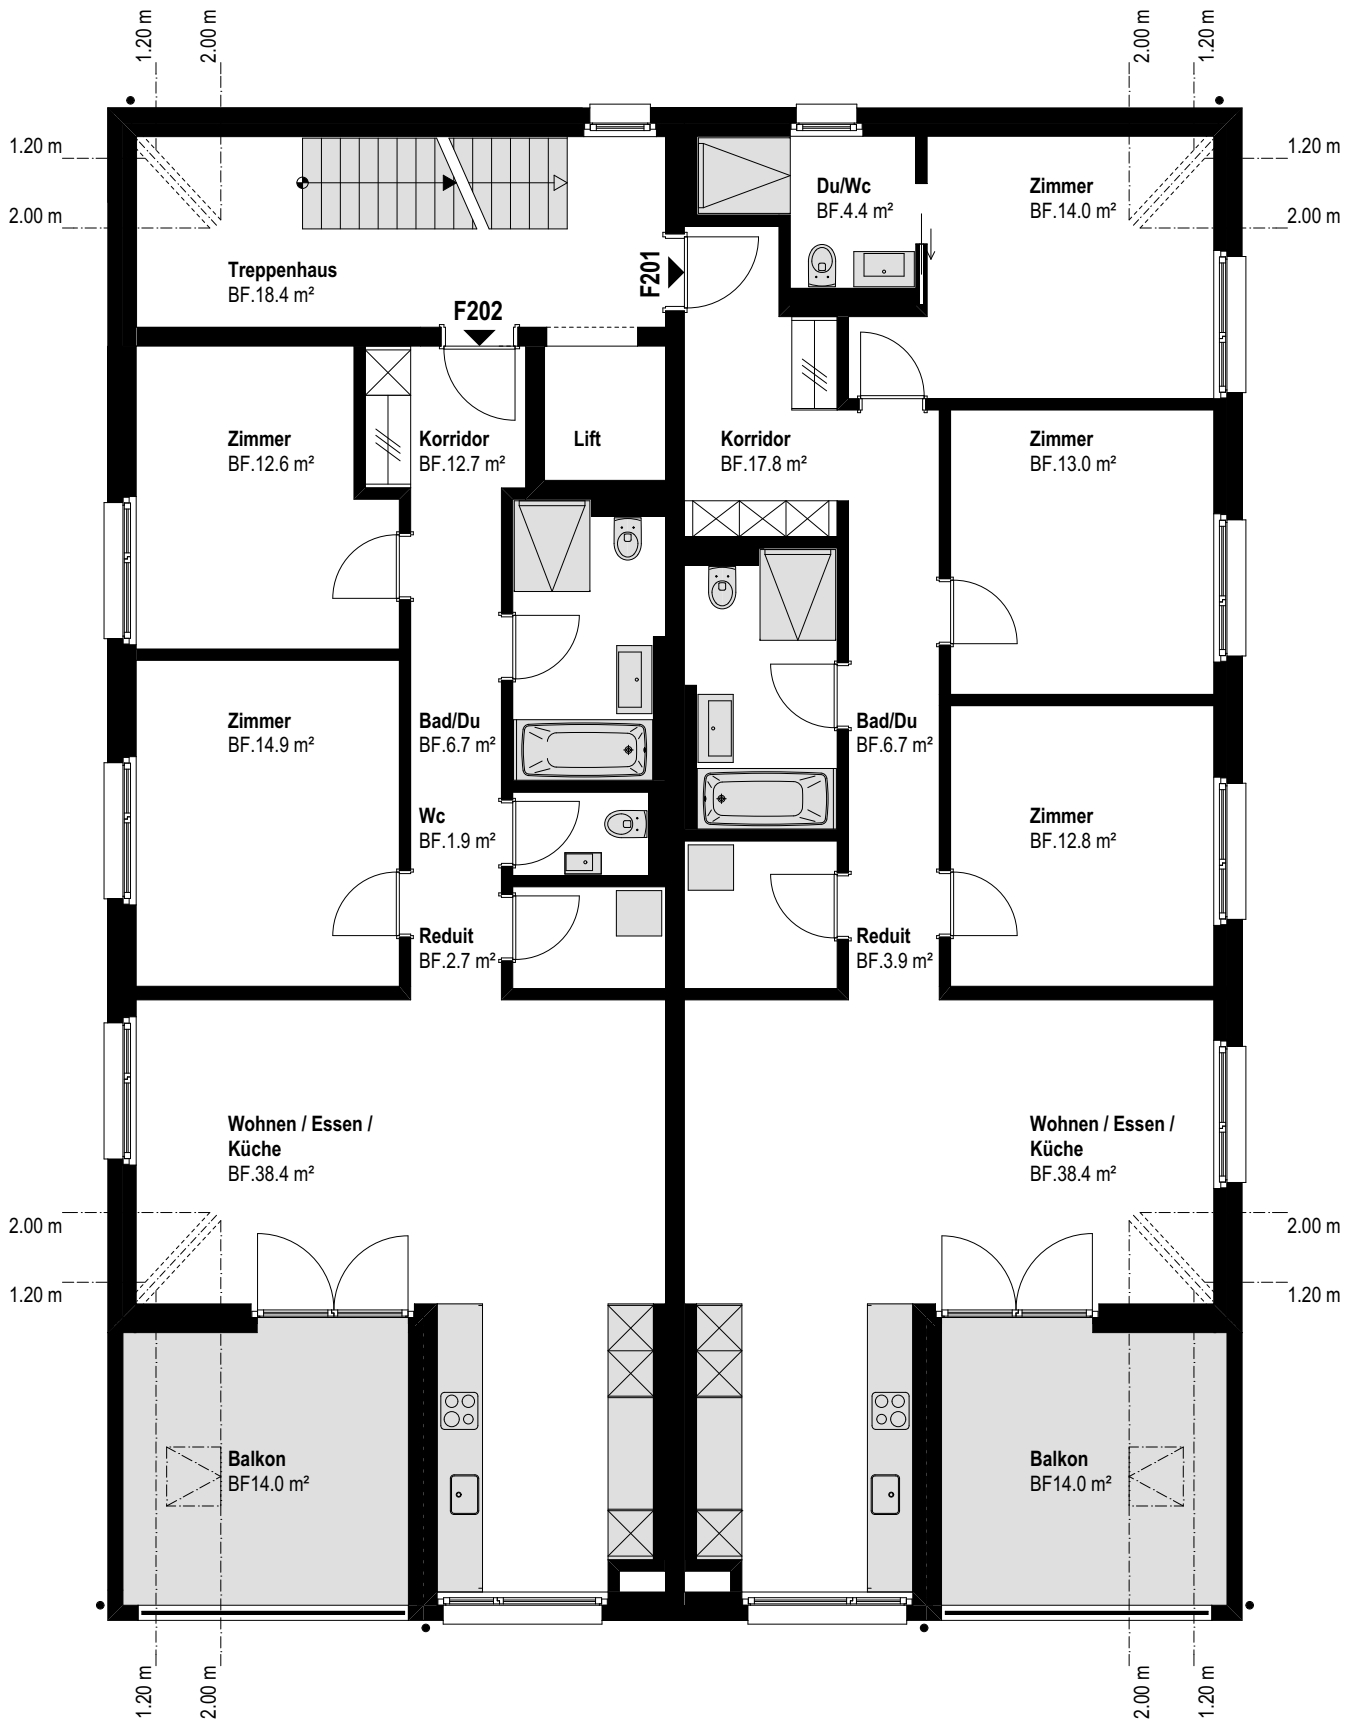 1.20 m
2.00 m
2.00 m
1.20 m
1.20 m
2.00 m
1.20 m
2.00 m
Treppenhaus
BF.18.4 m²
F202
F201
Du/Wc
BF.4.4 m²
Zimmer
BF.14.0 m²
Zimmer
BF.12.6 m²
Korridor
BF.12.7 m²
Lift
Korridor
BF.17.8 m²
Zimmer
BF.13.0 m²
Zimmer
BF.14.9 m²
Bad/Du
BF.6.7 m²
Bad/Du
BF.6.7 m²
Wc
BF.1.9 m²
Zimmer
BF.12.8 m²
Reduit
BF.2.7 m²
Reduit
BF.3.9 m²
Wohnen / Essen /
Küche
BF.38.4 m²
Wohnen / Essen /
Küche
BF.38.4 m²
2.00 m
1.20 m
2.00 m
1.20 m
Balkon
BF14.0 m²
Balkon
BF14.0 m²
1.20 m
2.00 m
2.00 m
1.20 m